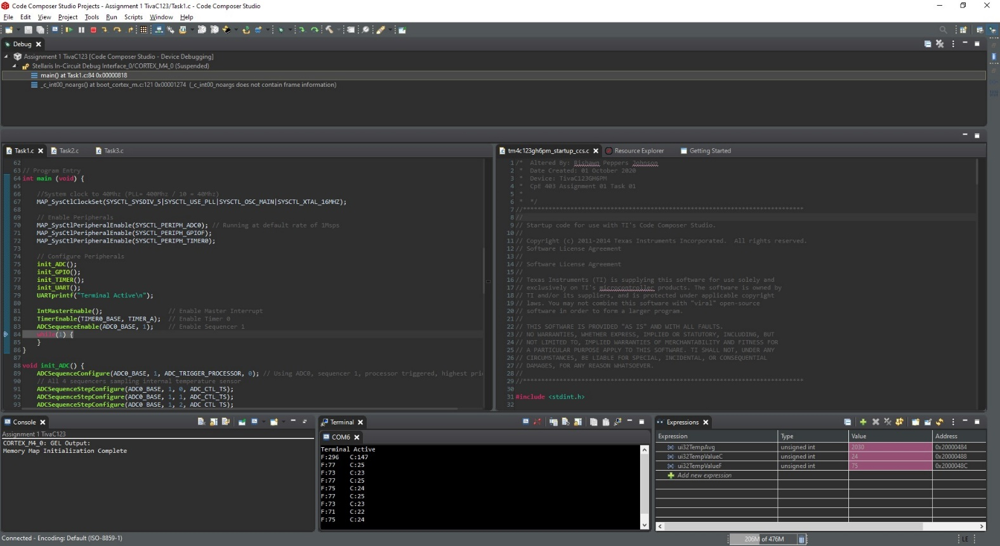 Code Composer Studio Projects - Assignment 1 TivaC123/Task1.c - Code Composer Studio
File Edit View Project Tools Run Scripts Window Help
Debug
Assignment 1 TivaC123 [Code Composer Studio - Device Debugging]
Stellaris In-Circuit Debug Interface_0/CORTEX_M4_0 (Suspended)
main() at Task1.c:84 0x00000818
_c_int00_noargs() at boot_cortex_m.c:121 0x00001274 (_c_int00_noargs does not contain frame information)
Task1.c Task2.c Task3.c
62
63 // Program Entry
64 int main (void) {
65
66 //System clock to 40Mhz (PLL= 400Mhz / 10 = 40Mhz)
67 MAP_SysCtlClockSet(SYSCTL_SYSDIV_5|SYSCTL_USE_PLL|SYSCTL_OSC_MAIN|SYSCTL_XTAL_16MHZ);
68
69 // Enable Peripherals
70 MAP_SysCtlPeripheralEnable(SYSCTL_PERIPH_ADC0); // Running at default rate of 1Msps
71 MAP_SysCtlPeripheralEnable(SYSCTL_PERIPH_GPIOF);
72 MAP_SysCtlPeripheralEnable(SYSCTL_PERIPH_TIMER0);
73
74 // Configure Peripherals
75 init_ADC();
76 init_GPIO();
77 init_TIMER();
78 init_UART();
79 UARTprintf("Terminal Active\n");
80
81 IntMasterEnable(); // Enable Master Interrupt
82 TimerEnable(TIMER0_BASE, TIMER_A); // Enable Timer 0
83 ADCSequenceEnable(ADC0_BASE, 1); // Enable Sequencer 1
84 while(1) {
85 }
86 }
87
88 void init_ADC() {
89 ADCSequenceConfigure(ADC0_BASE, 1, ADC_TRIGGER_PROCESSOR, 0); // Using ADC0, sequencer 1, processor triggered, highest pri
90 // All 4 sequencers sampling internal temperature sensor
91 ADCSequenceStepConfigure(ADC0_BASE, 1, 0, ADC_CTL_TS);
92 ADCSequenceStepConfigure(ADC0_BASE, 1, 1, ADC_CTL_TS);
93 ADCSequenceStepConfigure(ADC0_BASE, 1, 2, ADC_CTL_TS);
tm4c123gh6pm_startup_ccs.c Resource Explorer Getting Started
1 /* Altered By: Rishawn Peppers Johnson
2 * Date Created: 01 October 2020
3 * Device: TivaC123GH6PM
4 * CpE 403 Assignment 01 Task 01
5 *
6 * */
7 //*****************************************************************************
8 //
9 // Startup code for use with TI's Code Composer Studio.
10 //
11 // Copyright (c) 2011-2014 Texas Instruments Incorporated. All rights reserved.
12 // Software License Agreement
13 //
14 // Software License Agreement
15 //
16 // Texas Instruments (TI) is supplying this software for use solely and
17 // exclusively on TI's microcontroller products. The software is owned by
18 // TI and/or its suppliers, and is protected under applicable copyright
19 // laws. You may not combine this software with "viral" open-source
20 // software in order to form a larger program.
21 //
22 // THIS SOFTWARE IS PROVIDED "AS IS" AND WITH ALL FAULTS.
23 // NO WARRANTIES, WHETHER EXPRESS, IMPLIED OR STATUTORY, INCLUDING, BUT
24 // NOT LIMITED TO, IMPLIED WARRANTIES OF MERCHANTABILITY AND FITNESS FOR
25 // A PARTICULAR PURPOSE APPLY TO THIS SOFTWARE. TI SHALL NOT, UNDER ANY
26 // CIRCUMSTANCES, BE LIABLE FOR SPECIAL, INCIDENTAL, OR CONSEQUENTIAL
27 // DAMAGES, FOR ANY REASON WHATSOEVER.
28 //
29 //*****************************************************************************
30
31 #include <stdint.h>
32
Console
Assignment 1 TivaC123
CORTEX_M4_0: GEL Output:
Memory Map Initialization Complete
Terminal
COM6
Terminal Active
F:296 C:147
F:77 C:25
F:73 C:23
F:77 C:25
F:75 C:24
F:77 C:25
F:73 C:23
F:71 C:22
F:75 C:24
Expressions
Expression Type Value Address
ui32TempAvg unsigned int 2030 0x20000484
ui32TempValueC unsigned int 24 0x20000488
ui32TempValueF unsigned int 75 0x2000048C
Add new expression
Connected - Encoding: Default (ISO-8859-1)
206M of 476M
LE